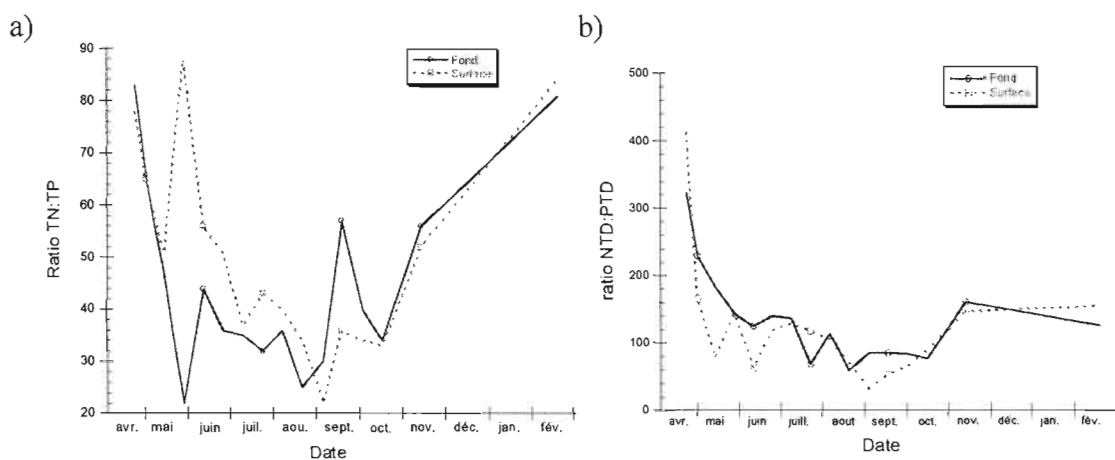 a)
Ratio TN:TP
90
80
70
60
50
40
30
20
Fond
Surface
avr. mai juin juil. aou. sept. oct. nov. déc. jan. fév.
Date
b)
ratio NTD:PTD
500
400
300
200
100
0
Fond
Surface
avr. mai juin juill. aout sept. oct. nov. déc. jan. fév.
Date